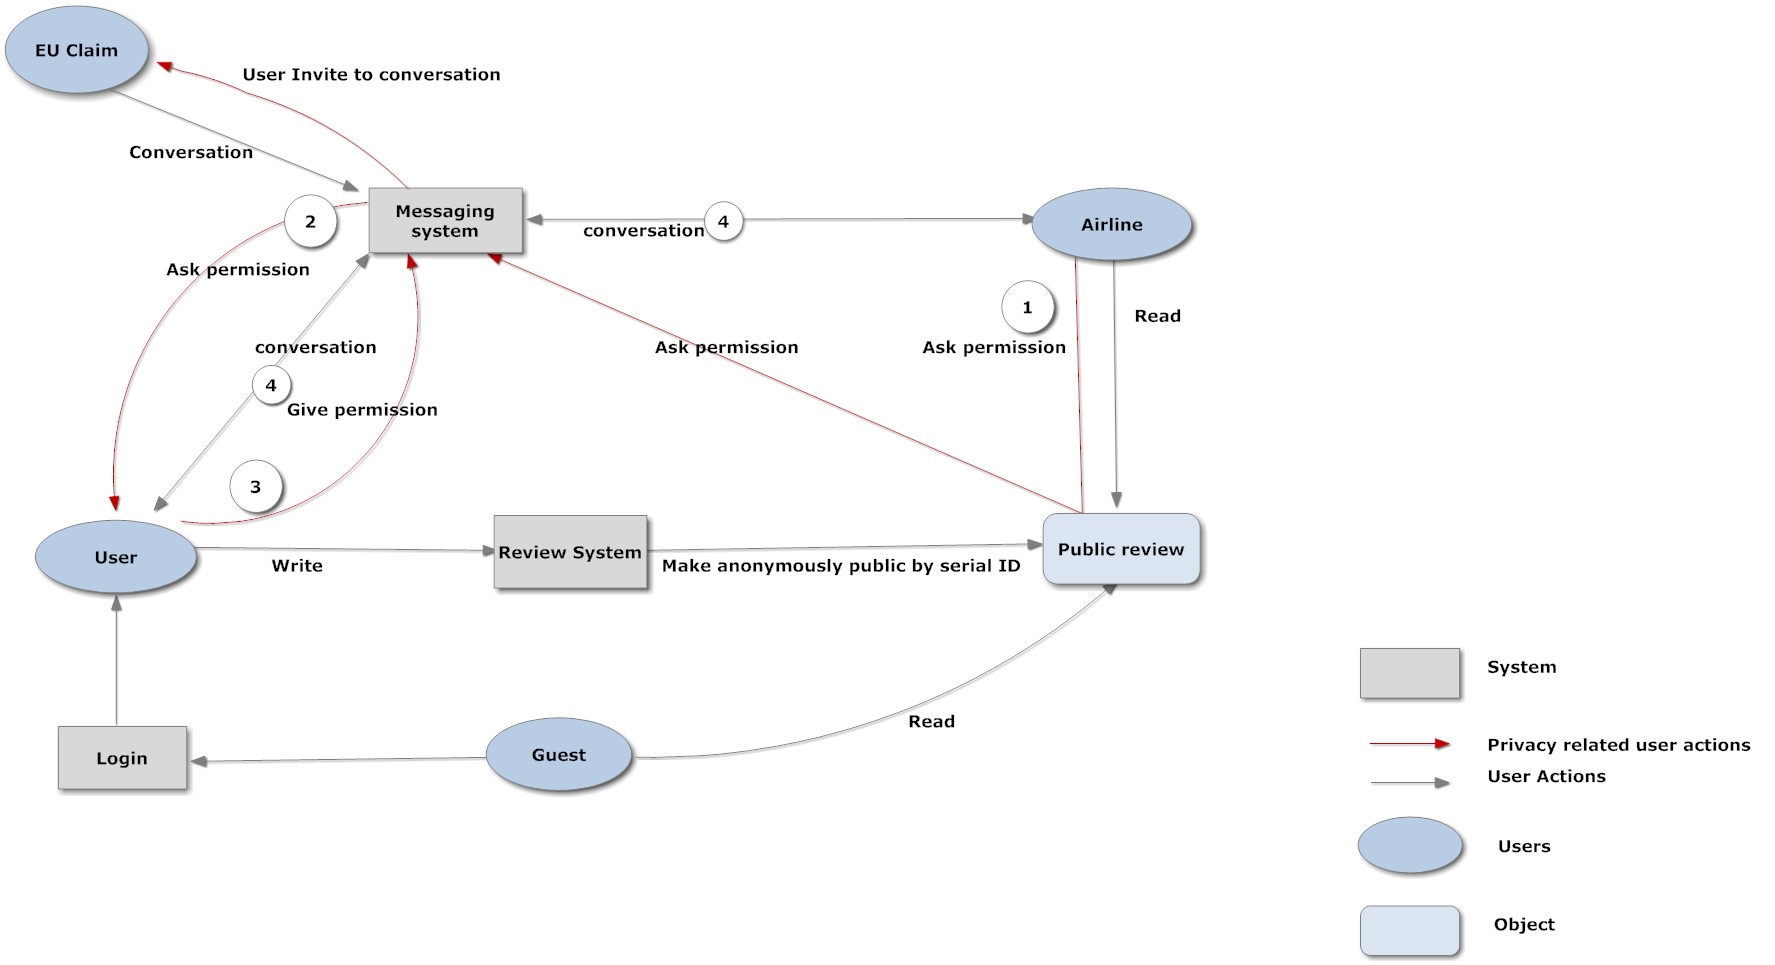 EU Claim
User Invite to conversation
Conversation
Messaging
system
2
4
conversation
Airline
Ask permission
1
Read
conversation
Ask permission
Ask permission
4
Give permission
3
User
Write
Review System
Make anonymously public by serial ID
Public review
Login
Guest
Read
System
Privacy related user actions
User Actions
Users
Object